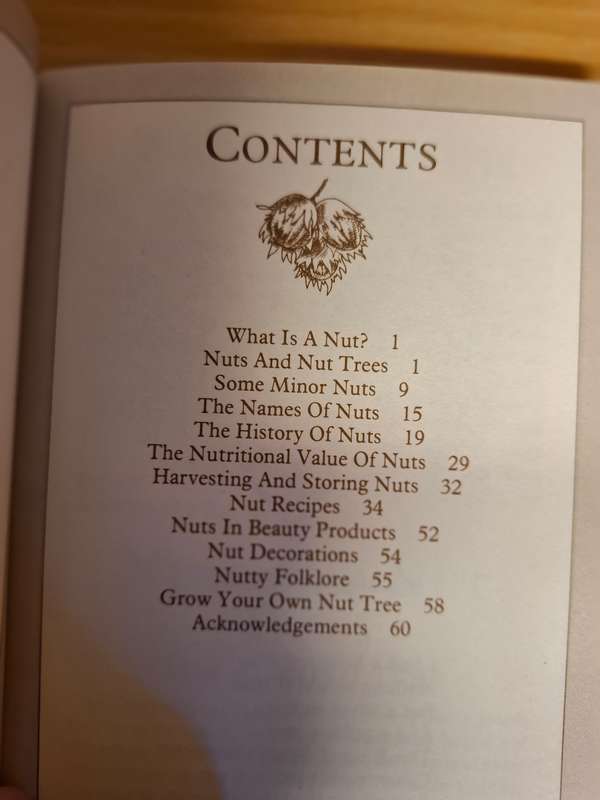 CONTENTS
What Is A Nut? 1
Nuts And Nut Trees 1
Some Minor Nuts 9
The Names Of Nuts 15
The History Of Nuts 19
The Nutritional Value Of Nuts 29
Harvesting And Storing Nuts 32
Nut Recipes 34
Nuts In Beauty Products 52
Nut Decorations 54
Nutty Folklore 55
Grow Your Own Nut Tree 58
Acknowledgements 60